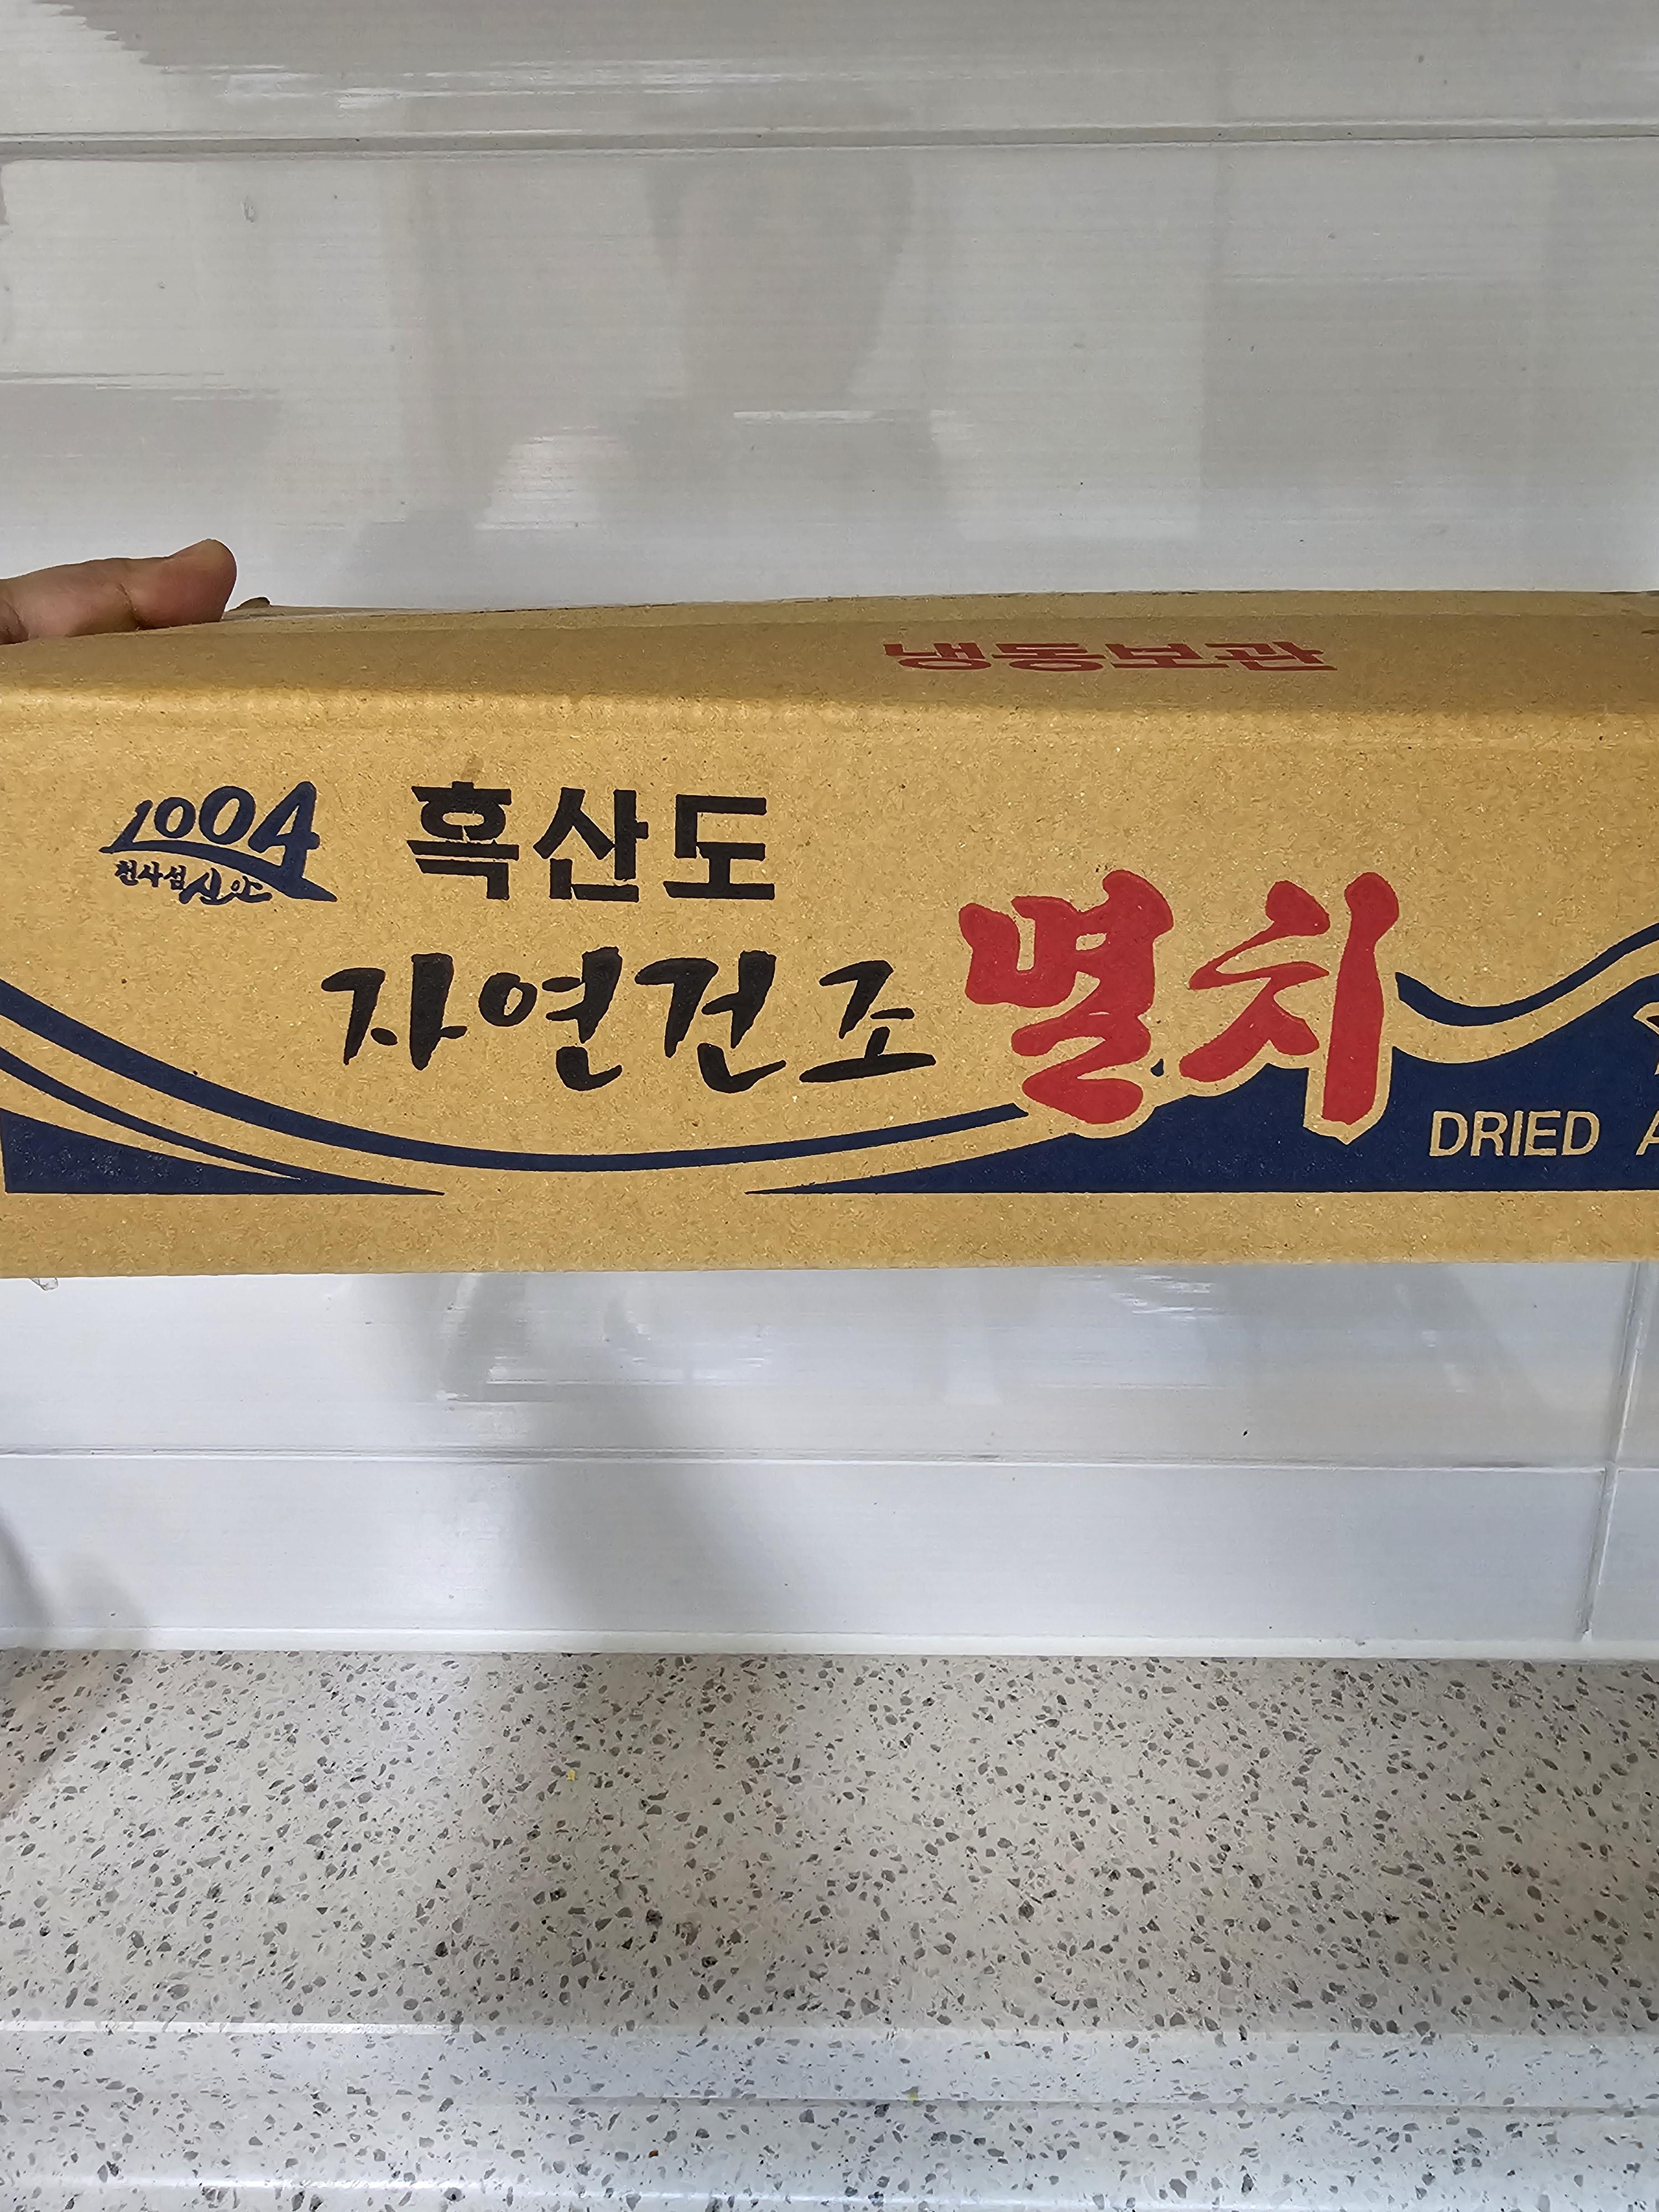 냉동보관
1004
천사섬 신안
흑산도
자연건조 멸치
DRIED